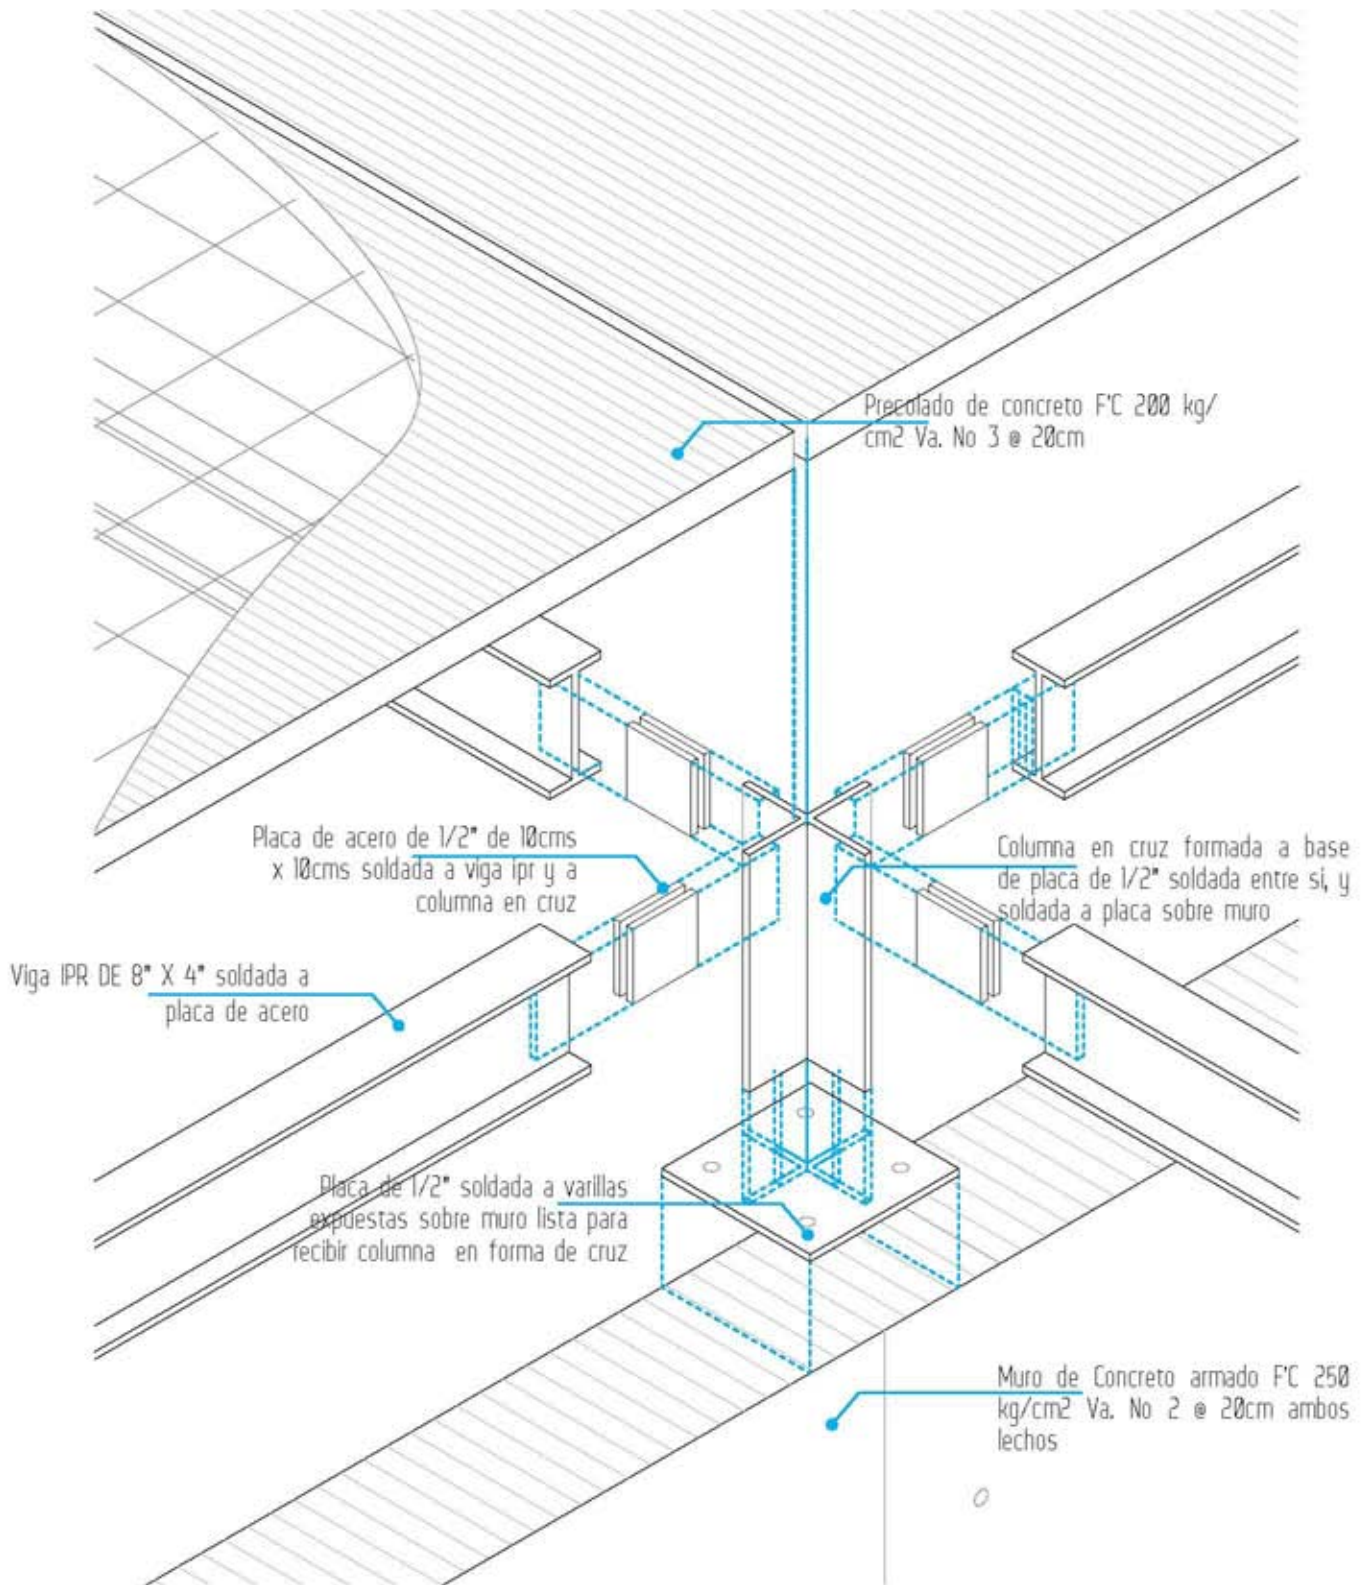 Precolado de concreto F'C 200 kg/
cm2 Va. No 3 @ 20cm
Placa de acero de 1/2" de 10cms
x 10cms soldada a viga ipr y a
columna en cruz
Columna en cruz formada a base
de placa de 1/2" soldada entre si, y
soldada a placa sobre muro
Viga IPR DE 8" X 4" soldada a
placa de acero
Placa de 1/2" soldada a varillas
expuestas sobre muro lista para
recibir columna en forma de cruz
Muro de Concreto armado F'C 250
kg/cm2 Va. No 2 @ 20cm ambos
lechos